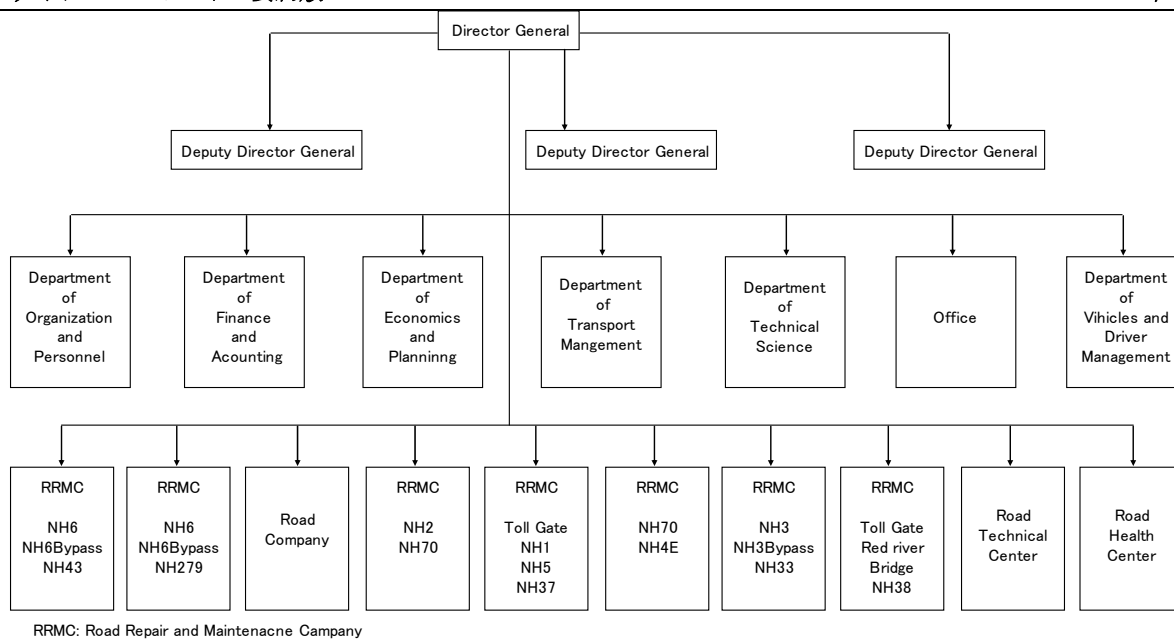 Director General
Deputy Director General
Deputy Director General
Deputy Director General
Department
of
Organization
and
Personnel
Department
of
Finance
and
Acounting
Department
of
Economics
and
Planninng
Department
of
Transport
Mangement
Department
of
Technical
Science
Office
Department
of
Vihicles and
Driver
Management
RRMC
NH6
NH6Bypass
NH43
RRMC
NH6
NH6Bypass
NH279
Road
Company
RRMC
NH2
NH70
RRMC
Toll Gate
NH1
NH5
NH37
RRMC
NH70
NH4E
RRMC
NH3
NH3Bypass
NH33
RRMC
Toll Gate
Red river
Bridge
NH38
Road
Technical
Center
Road
Health
Center
RRMC: Road Repair and Maintenacne Campany